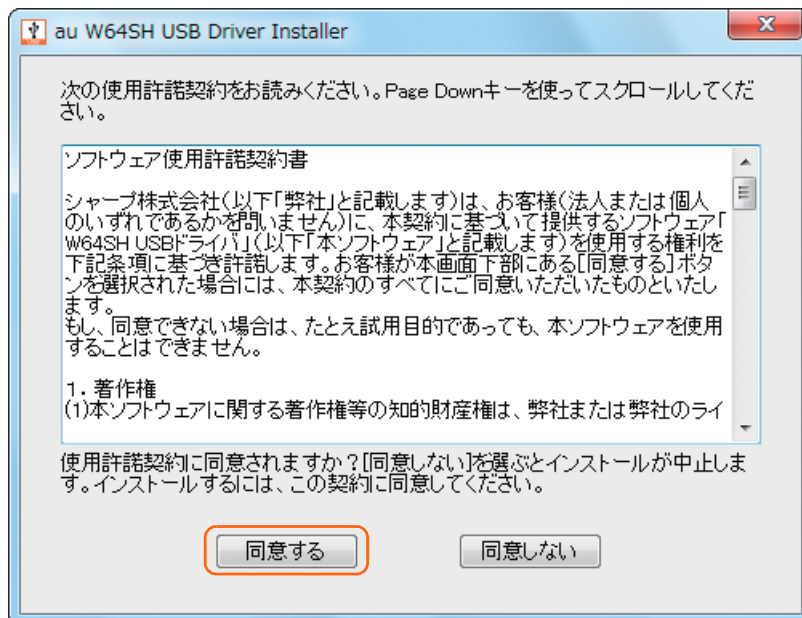 au W64SH USB Driver Installer
次の使用許諾契約をお読みください。Page Downキーを使ってスクロールしてくだ
さい。
ソフトウェア使用許諾契約書
シャープ株式会社(以下「弊社」と記載します)は、お客様(法人または個人
のいずれであるかを問いません)に、本契約に基づいて提供するソフトウェア「
W64SH USBドライバ」(以下「本ソフトウェア」と記載します)を使用する権利を
下記条項に基づき許諾します。お客様が本画面下部にある[同意する]ボタ
ンを選択された場合には、本契約のすべてにご同意いただいたものといたし
ます。
もし、同意できない場合は、たとえ試用目的であっても、本ソフトウェアを使用
することはできません。
1. 著作権
(1)本ソフトウェアに関する著作権等の知的財産権は、弊社または弊社のライ
使用許諾契約に同意されますか?[同意しない]を選ぶとインストールが中止しま
す。インストールするには、この契約に同意してください。
同意する
同意しない